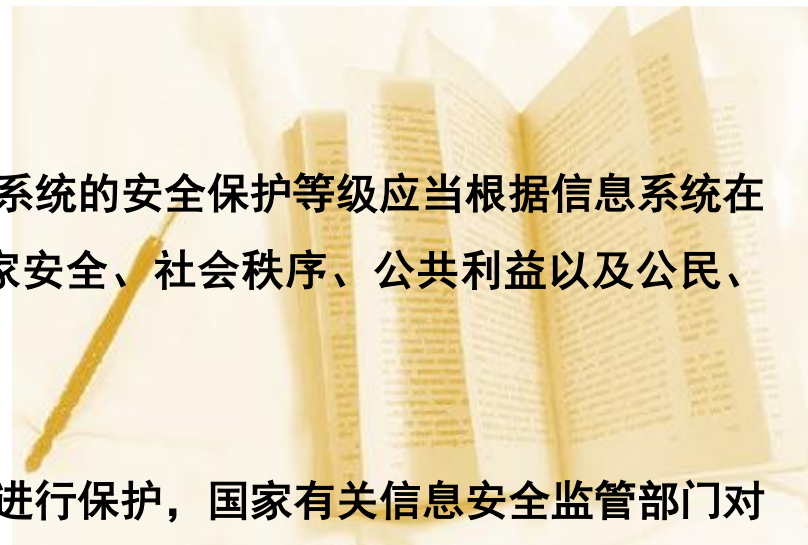 系统的安全保护等级应当根据信息系统在
家安全、社会秩序、公共利益以及公民、
进行保护，国家有关信息安全监管部门对